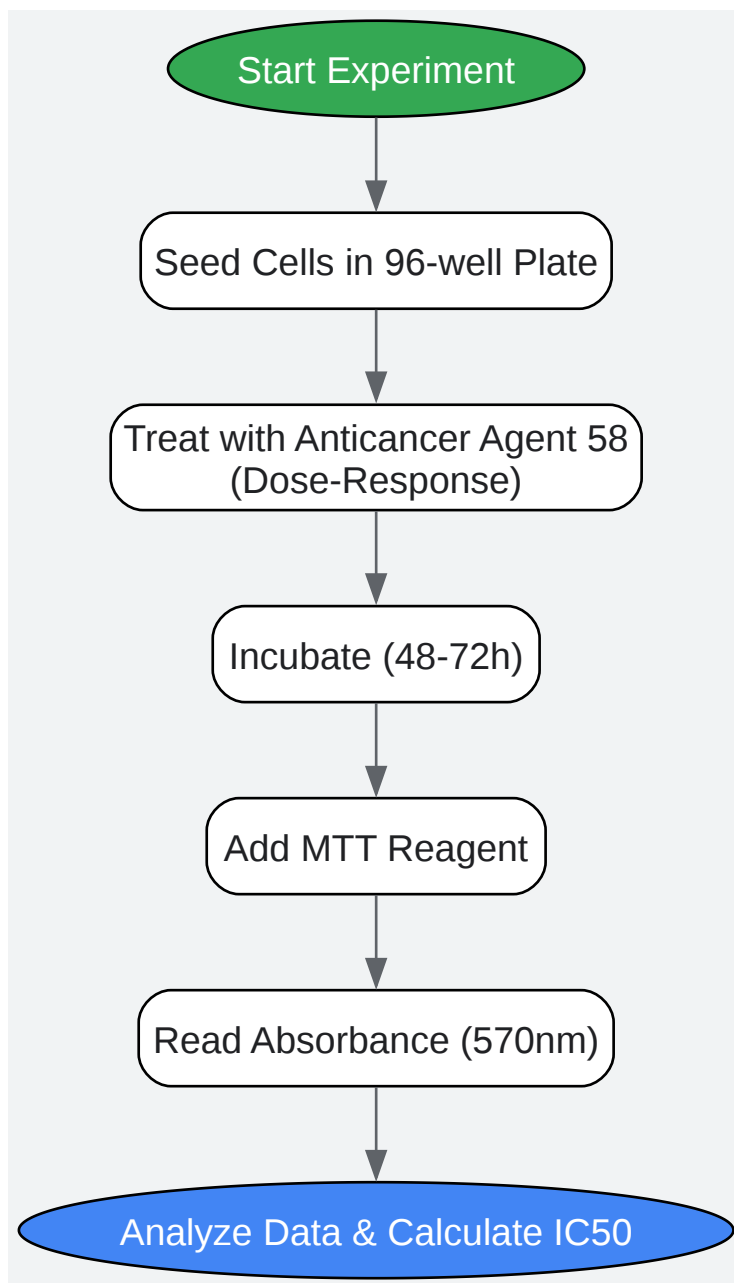 Start Experiment
Seed Cells in 96-well Plate
Treat with Anticancer Agent 58
(Dose-Response)
Incubate (48-72h)
Add MTT Reagent
Read Absorbance (570nm)
Analyze Data & Calculate IC50